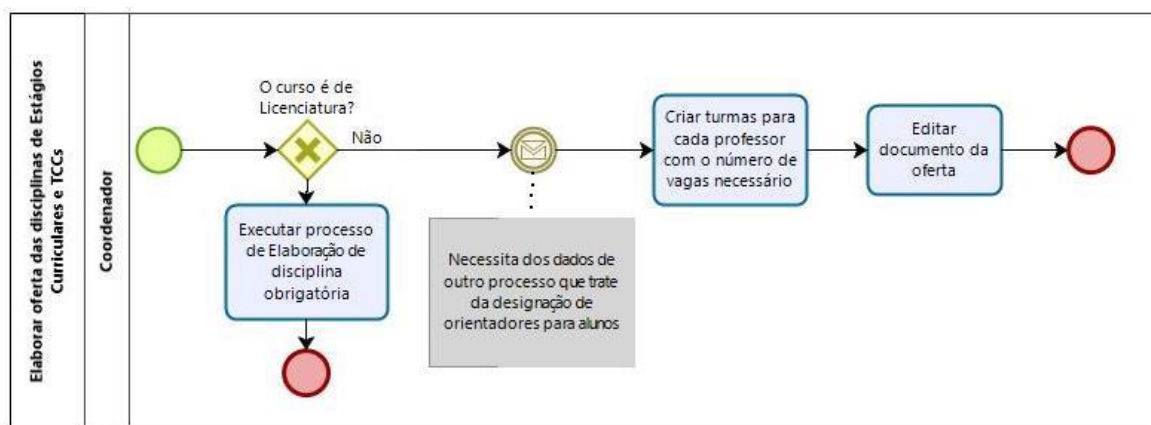 Elaborar oferta das disciplinas de Estágios
Curriculares e TCCs
Coordenador
O curso é de
Licenciatura?
Não
Executar processo
de Elaboração de
disciplina
obrigatória
Necessita dos dados de
outro processo que trate
da designação de
orientadores para alunos
Criar turmas para
cada professor
com o número de
vagas necessário
Editar
documento da
oferta